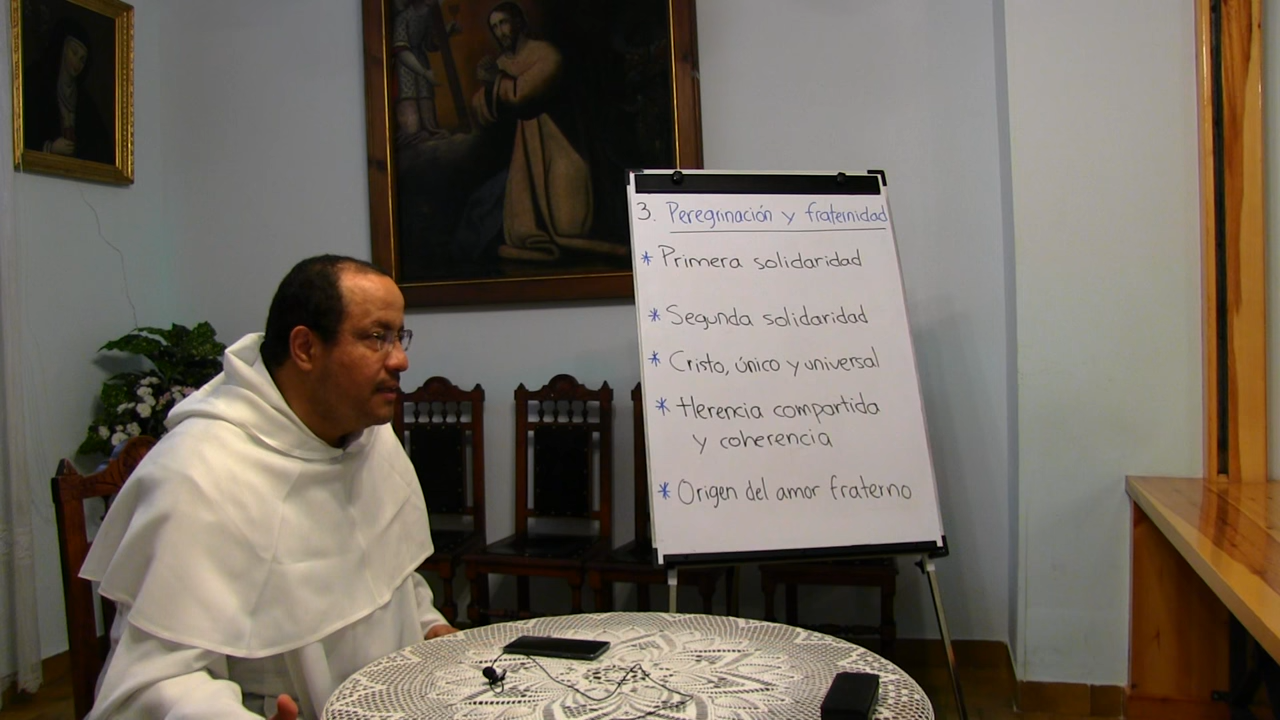 3. Peregrinación y fraternidad
* Primera solidaridad
* Segunda solidaridad
* Cristo, único y universal
* Herencia compartida
y coherencia
* Origen del amor fraterno